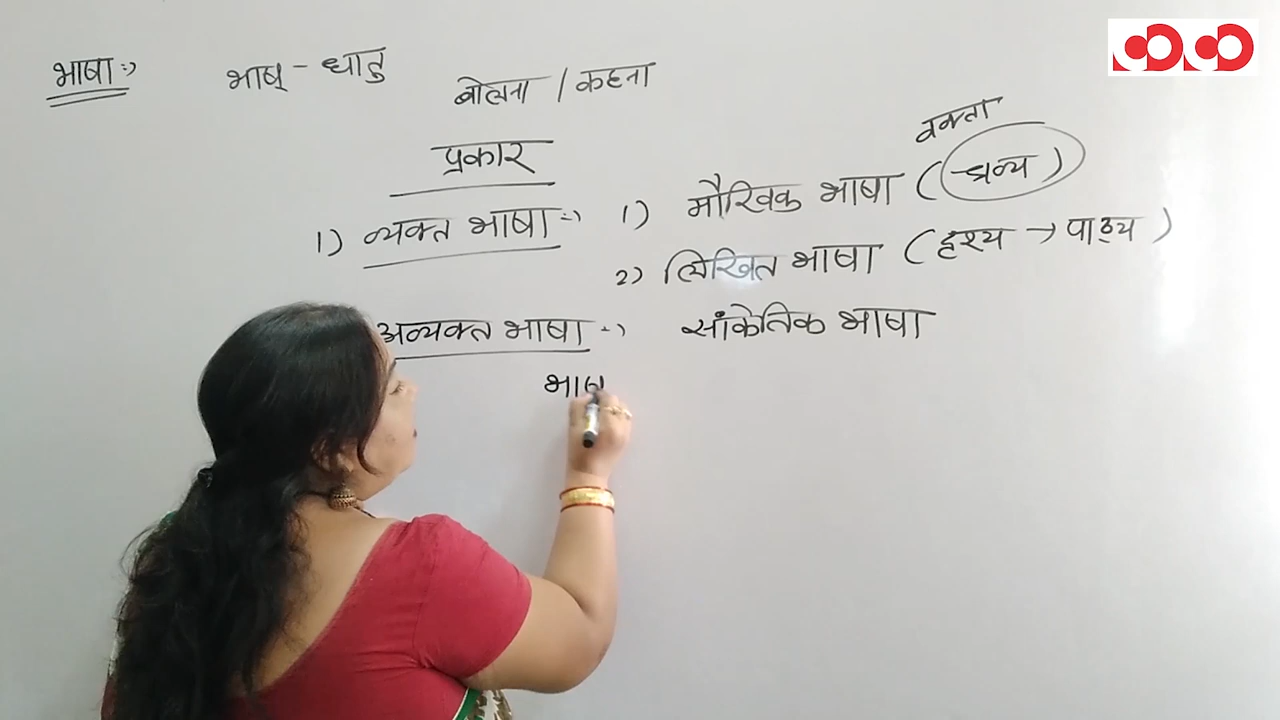 भाषा :→ भाष् - धातु
बोलना / कहना
प्रकार
वक्ता
1) व्यक्त भाषा :→ 1) मौखिक भाषा ( श्रव्य )
2) लिखित भाषा ( दृश्य → पाठ्य )
अव्यक्त भाषा :→ सांकेतिक भाषा
भाष